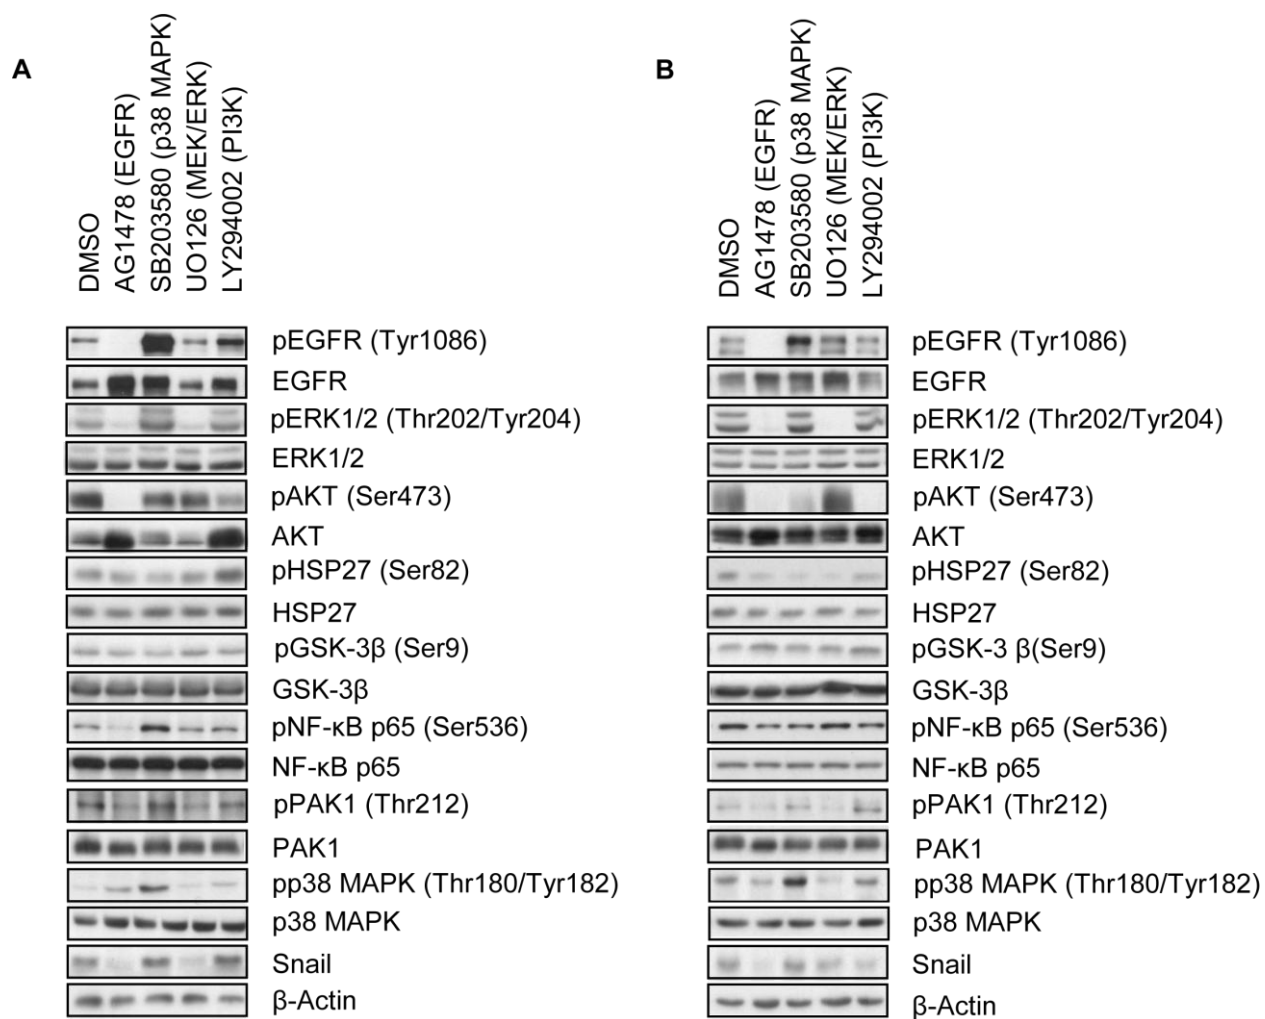 A
DMSO
AG1478 (EGFR)
SB203580 (p38 MAPK)
UO126 (MEK/ERK)
LY294002 (PI3K)
pEGFR (Tyr1086)
EGFR
pERK1/2 (Thr202/Tyr204)
ERK1/2
pAKT (Ser473)
AKT
pHSP27 (Ser82)
HSP27
pGSK-3β (Ser9)
GSK-3β
pNF-κB p65 (Ser536)
NF-κB p65
pPAK1 (Thr212)
PAK1
pp38 MAPK (Thr180/Tyr182)
p38 MAPK
Snail
β-Actin
B
DMSO
AG1478 (EGFR)
SB203580 (p38 MAPK)
UO126 (MEK/ERK)
LY294002 (PI3K)
pEGFR (Tyr1086)
EGFR
pERK1/2 (Thr202/Tyr204)
ERK1/2
pAKT (Ser473)
AKT
pHSP27 (Ser82)
HSP27
pGSK-3 β(Ser9)
GSK-3β
pNF-κB p65 (Ser536)
NF-κB p65
pPAK1 (Thr212)
PAK1
pp38 MAPK (Thr180/Tyr182)
p38 MAPK
Snail
β-Actin